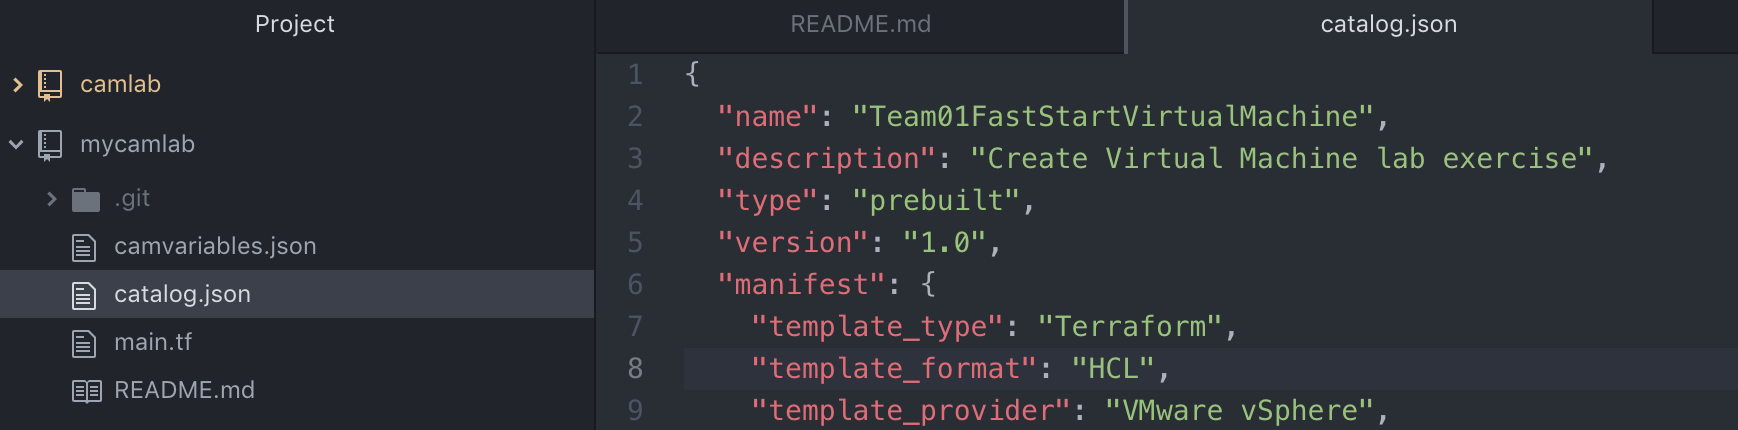 Project
camlab
mycamlab
.git
camvariables.json
catalog.json
main.tf
README.md
README.md
catalog.json
1 {
2 "name": "Team01FastStartVirtualMachine",
3 "description": "Create Virtual Machine lab exercise",
4 "type": "prebuilt",
5 "version": "1.0",
6 "manifest": {
7 "template_type": "Terraform",
8 "template_format": "HCL",
9 "template_provider": "VMware vSphere",